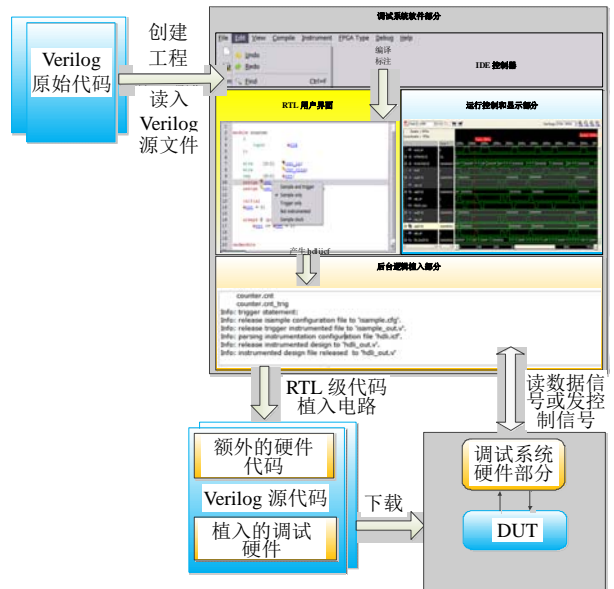 调试系统软件部分
File Edit View Compile Instrument FPGA Type Debug Help
Undo
Redo
Find Ctrl+F
编译
标注
IDE 控制器
Verilog
原始代码
创建
工程
读入
Verilog
源文件
RTL 用户界面
运行控制和显示部分
Sample and trigger
Sample only
Trigger only
Not instrumented
Sample clock
产生hdli.icf
后台逻辑植入部分
counter.cnt
counter.cnt_trig
Info: trigger statement:
Info: release isample configuration file to 'isample.cfg'.
Info: release trigger instrumented file to 'isample_out.v'.
Info: parsing instrumentation configuration file 'hdli.icf'.
Info: release instrumented design to 'hdli_out.v'.
Info: instrumented design file released to 'hdli_out.v'
RTL 级代码
植入电路
读数据信
号或发控
制信号
额外的硬件
代码
Verilog 源代码
植入的调试
硬件
下载
调试系统
硬件部分
DUT